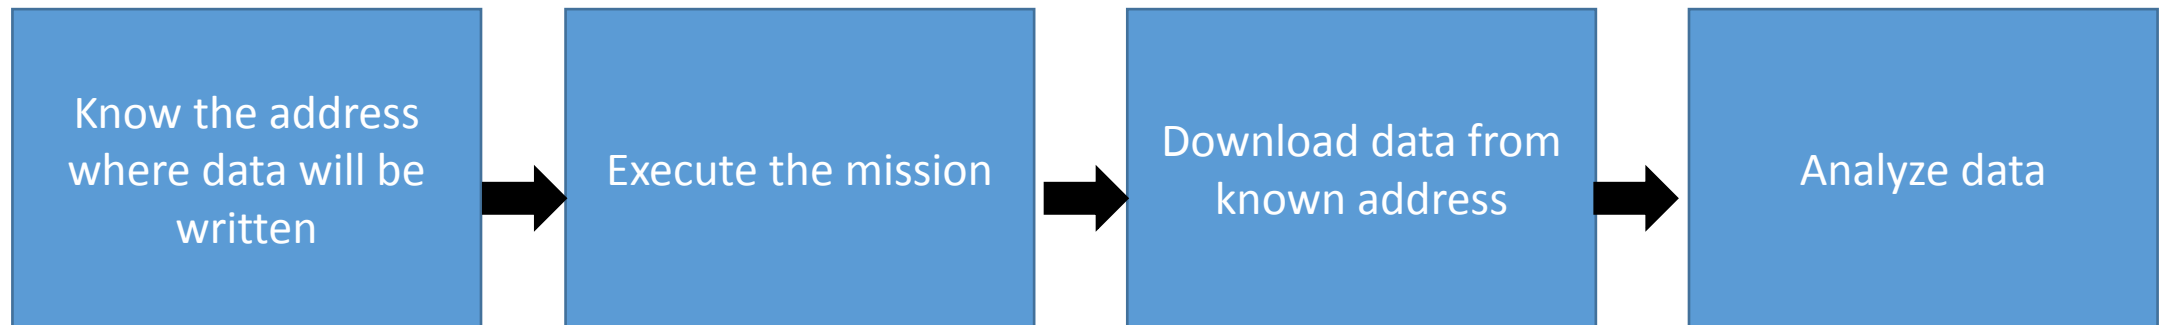 Know the address
where data will be
written
Execute the mission
Download data from
known address
Analyze data